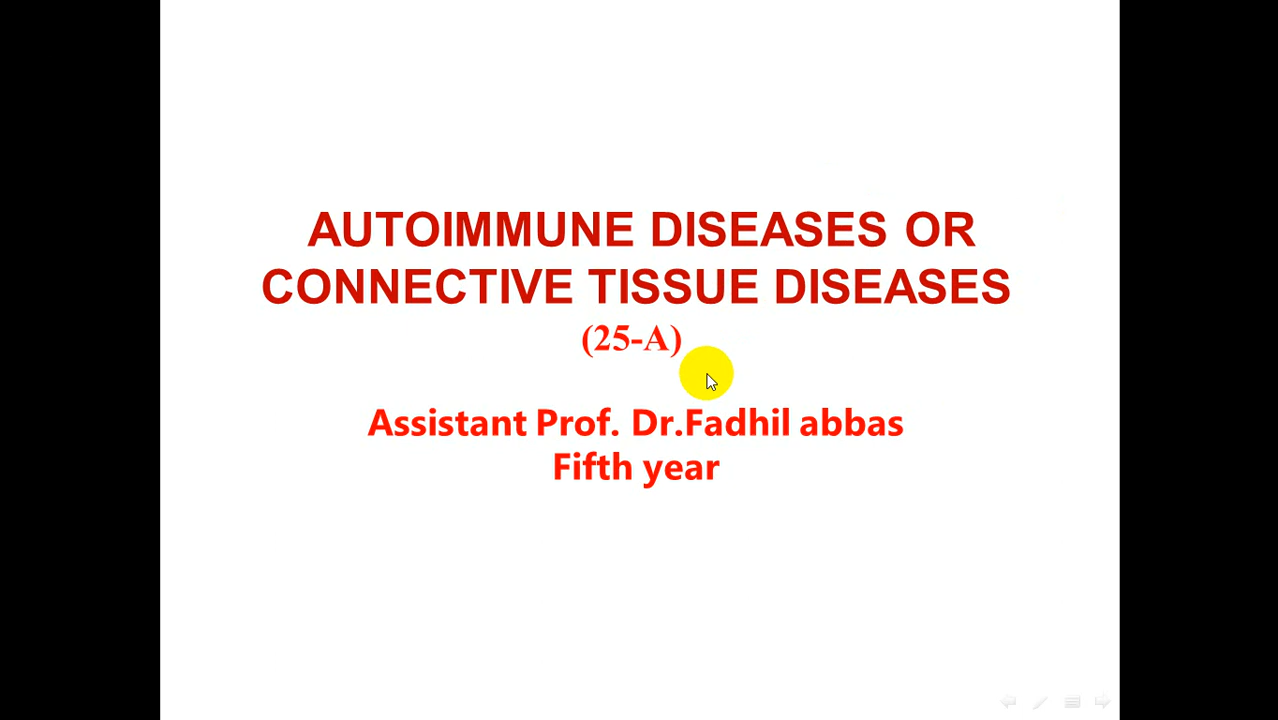 AUTOIMMUNE DISEASES OR
CONNECTIVE TISSUE DISEASES
(25-A)
Assistant Prof. Dr.Fadhil abbas
Fifth year